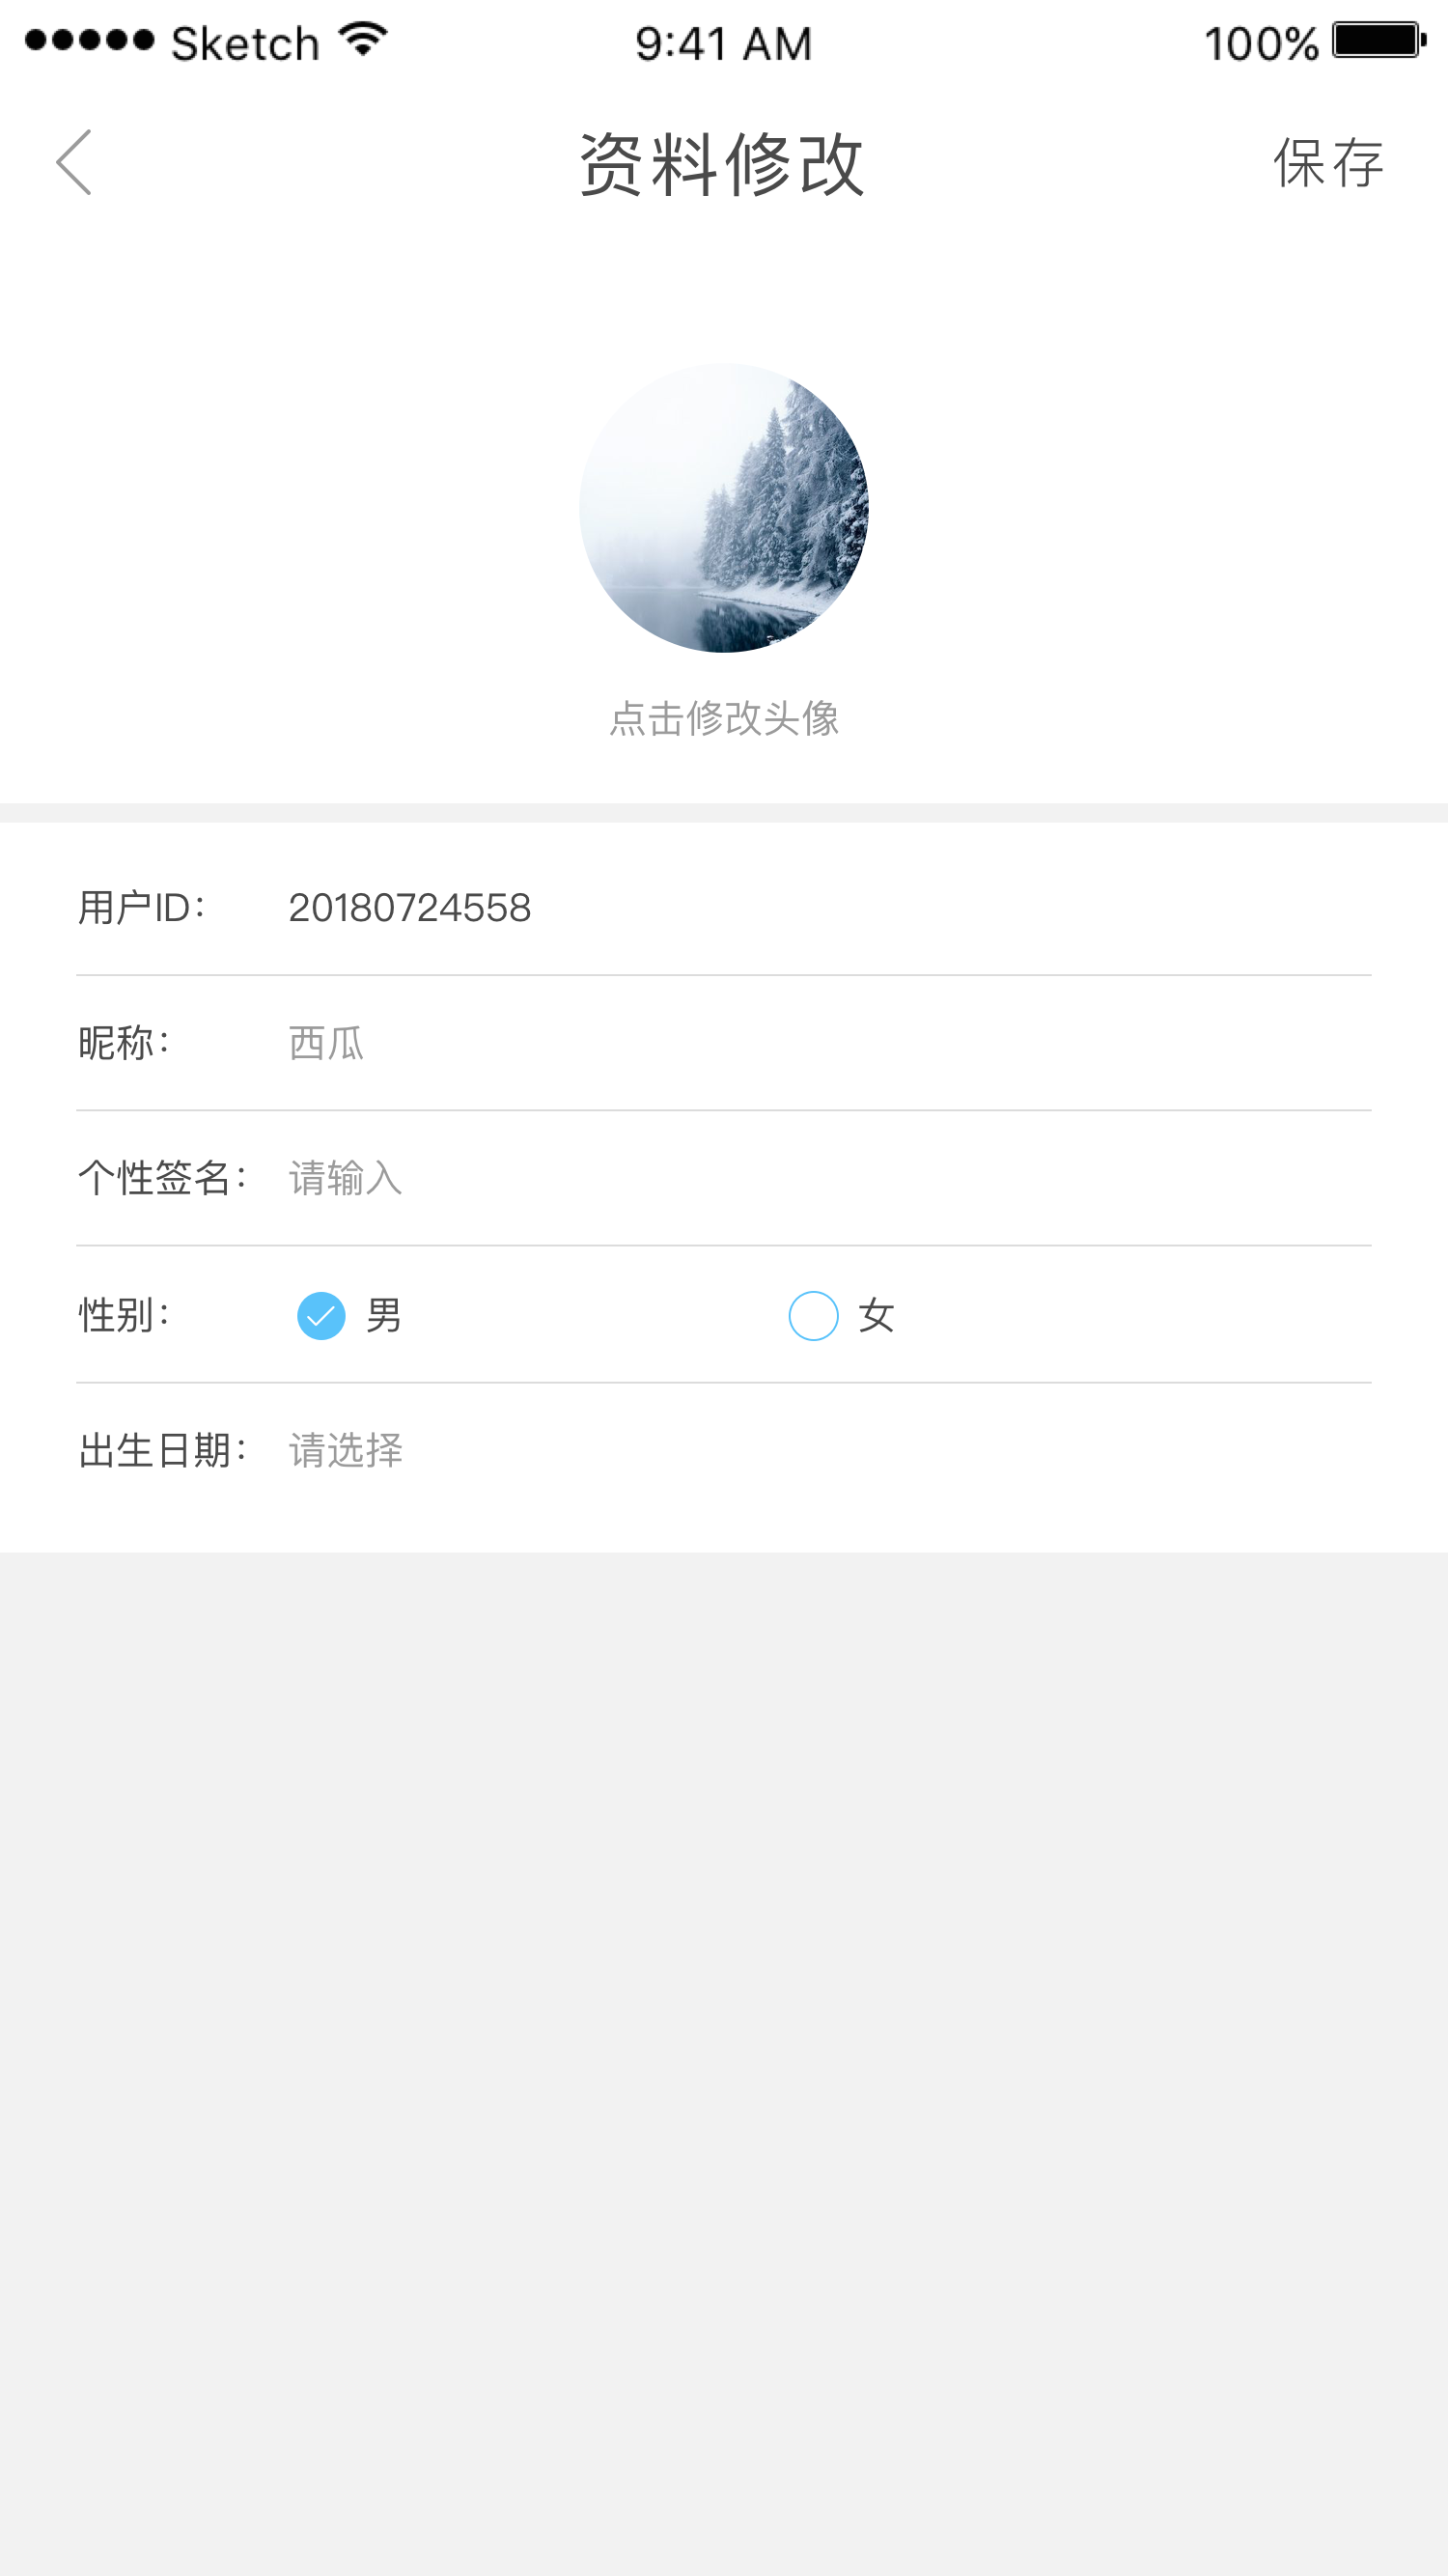 Sketch 9:41 AM 100%
资料修改 保存
点击修改头像
用户ID： 20180724558
昵称： 西瓜
个性签名： 请输入
性别： 男 女
出生日期： 请选择